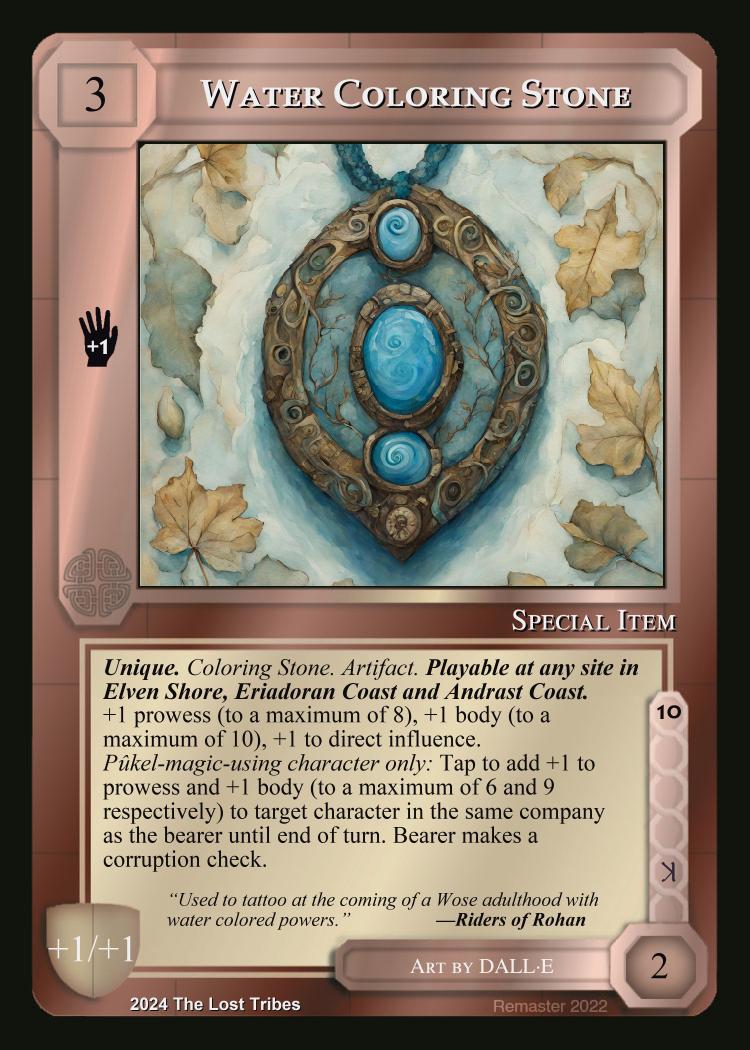 3
Water Coloring Stone
+1
Special Item
Unique. Coloring Stone. Artifact. Playable at any site in
Elven Shore, Eriadoran Coast and Andrast Coast.
+1 prowess (to a maximum of 8), +1 body (to a
maximum of 10), +1 to direct influence.
Pûkel-magic-using character only: Tap to add +1 to
prowess and +1 body (to a maximum of 6 and 9
respectively) to target character in the same company
as the bearer until end of turn. Bearer makes a
corruption check.
10
“Used to tattoo at the coming of a Wose adulthood with
water colored powers.” —Riders of Rohan
+1/+1
Art by DALL·E
2
2024 The Lost Tribes
Remaster 2022